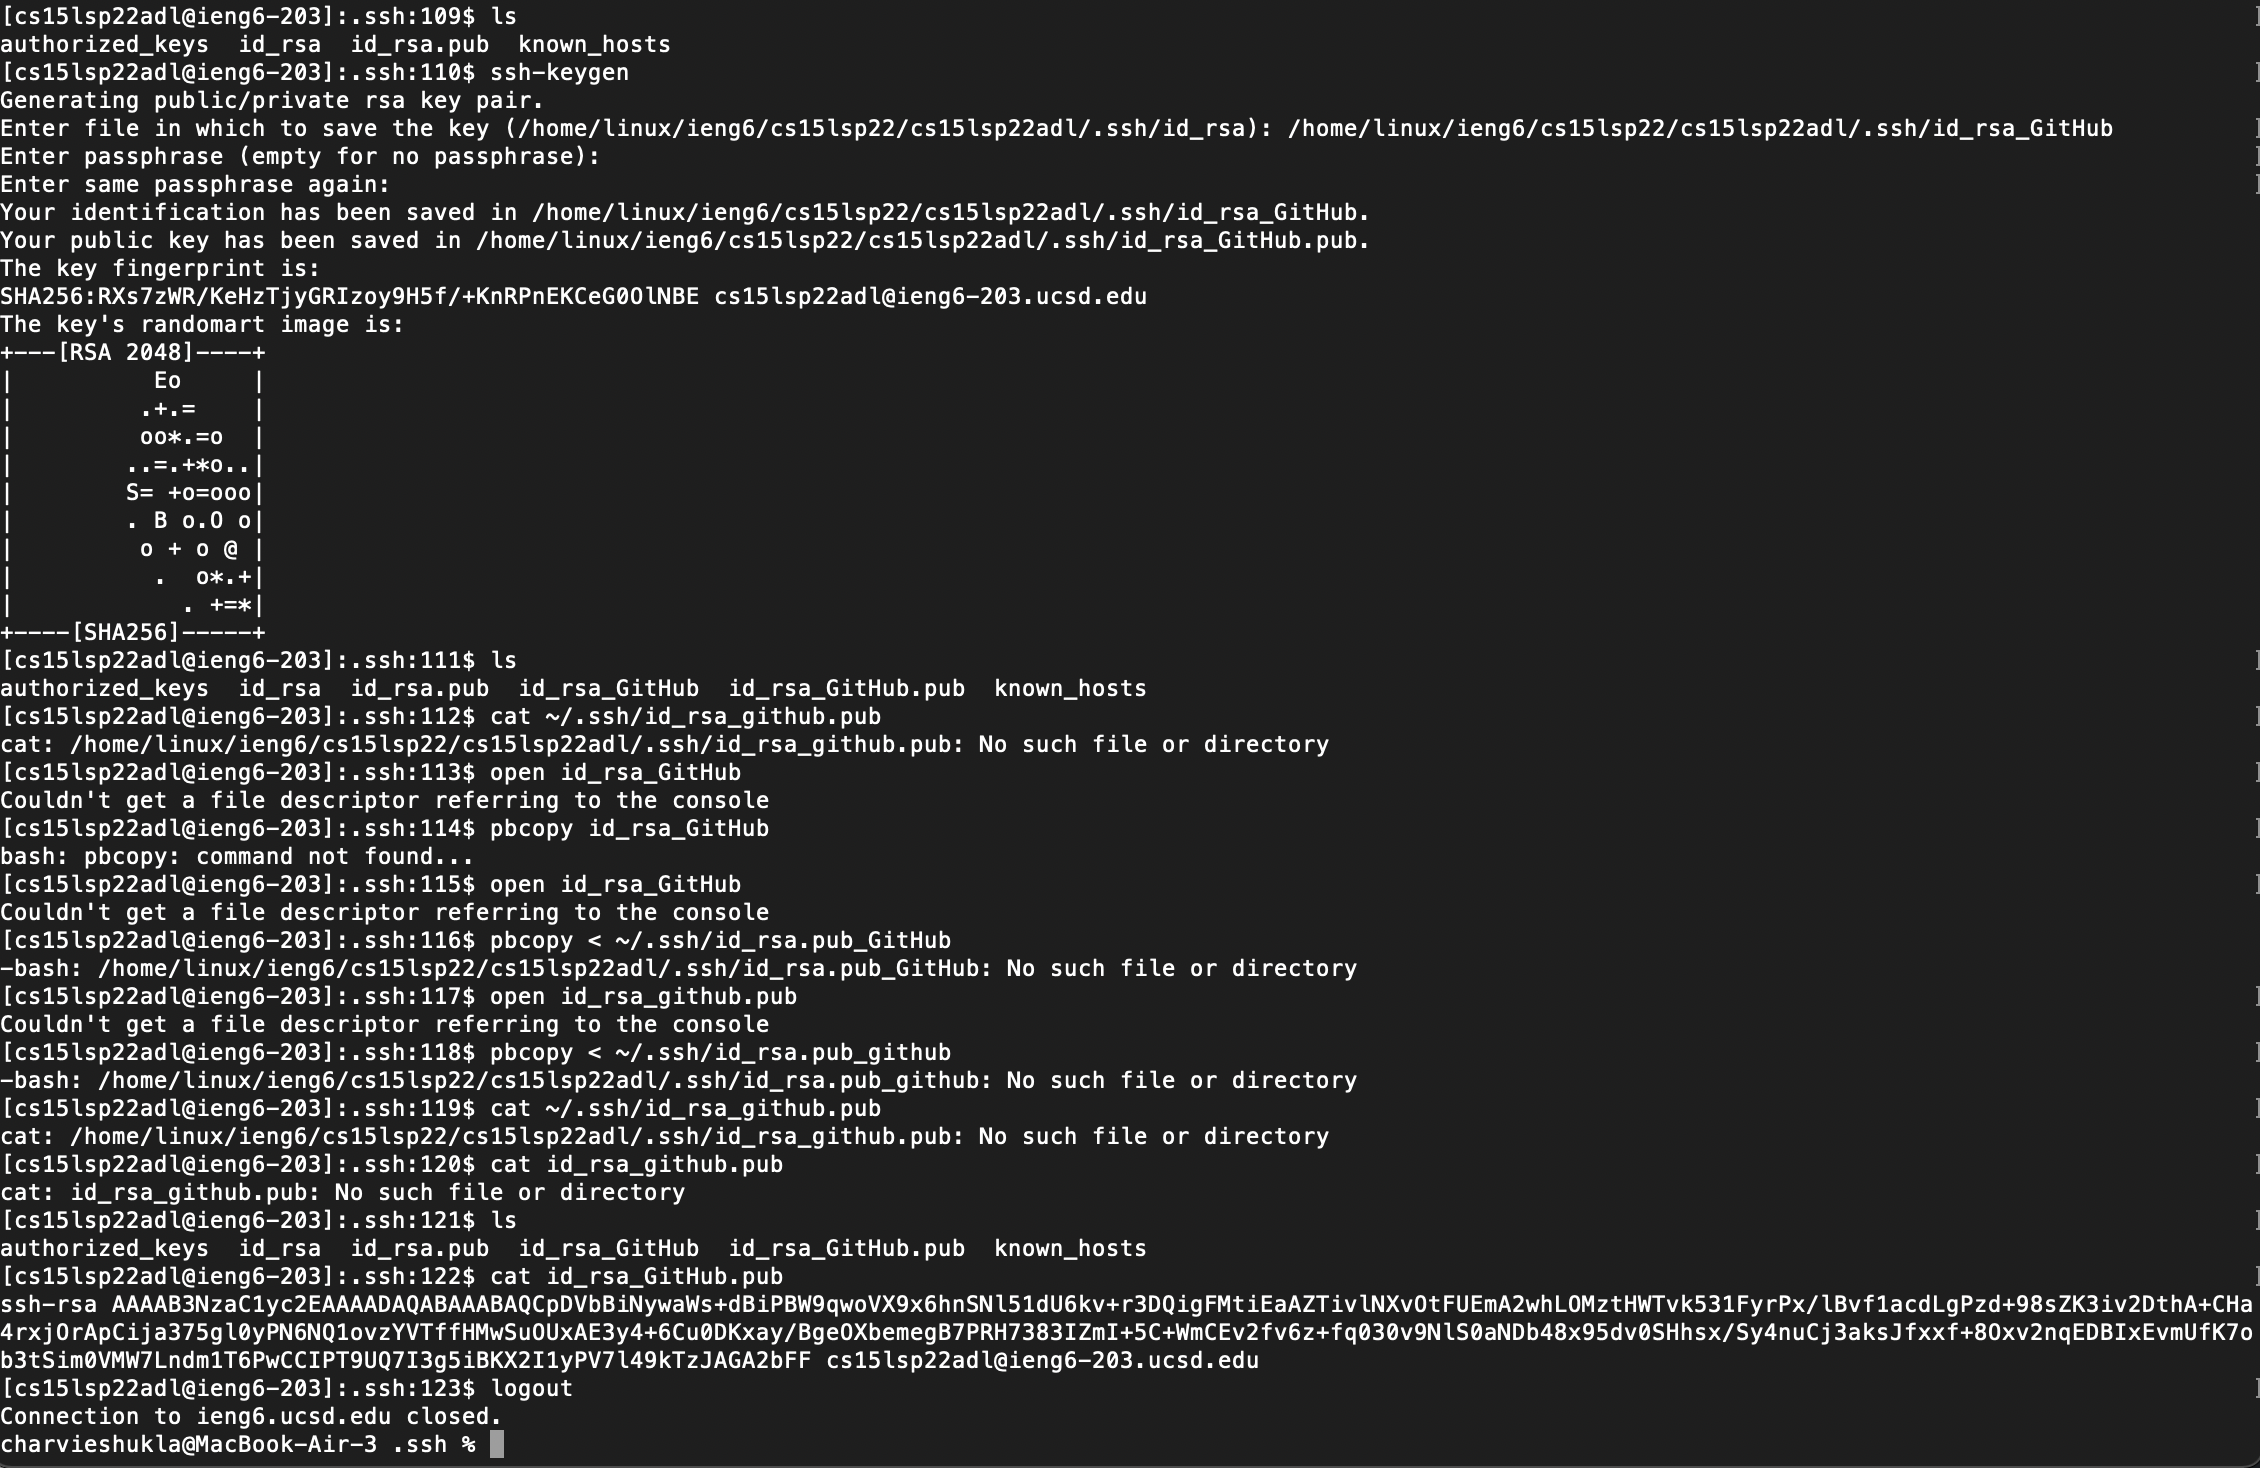 [cs15lsp22adl@ieng6-203]:.ssh:109$ ls
authorized_keys  id_rsa  id_rsa.pub  known_hosts
[cs15lsp22adl@ieng6-203]:.ssh:110$ ssh-keygen
Generating public/private rsa key pair.
Enter file in which to save the key (/home/linux/ieng6/cs15lsp22/cs15lsp22adl/.ssh/id_rsa): /home/linux/ieng6/cs15lsp22/cs15lsp22adl/.ssh/id_rsa_GitHub
Enter passphrase (empty for no passphrase):
Enter same passphrase again:
Your identification has been saved in /home/linux/ieng6/cs15lsp22/cs15lsp22adl/.ssh/id_rsa_GitHub.
Your public key has been saved in /home/linux/ieng6/cs15lsp22/cs15lsp22adl/.ssh/id_rsa_GitHub.pub.
The key fingerprint is:
SHA256:RXs7zWR/KeHzTjyGRIzoy9H5f/+KnRPnEKCeG0OlNBE cs15lsp22adl@ieng6-203.ucsd.edu
The key's randomart image is:
+---[RSA 2048]----+
|          Eo     |
|         .+.=    |
|         oo*.=o  |
|        ..=.+*o..|
|        S= +o=ooo|
|        . B o.O o|
|         o + o @ |
|          .  o*.+|
|            . +=*|
+----[SHA256]-----+
[cs15lsp22adl@ieng6-203]:.ssh:111$ ls
authorized_keys  id_rsa  id_rsa.pub  id_rsa_GitHub  id_rsa_GitHub.pub  known_hosts
[cs15lsp22adl@ieng6-203]:.ssh:112$ cat ~/.ssh/id_rsa_github.pub
cat: /home/linux/ieng6/cs15lsp22/cs15lsp22adl/.ssh/id_rsa_github.pub: No such file or directory
[cs15lsp22adl@ieng6-203]:.ssh:113$ open id_rsa_GitHub
Couldn't get a file descriptor referring to the console
[cs15lsp22adl@ieng6-203]:.ssh:114$ pbcopy id_rsa_GitHub
bash: pbcopy: command not found...
[cs15lsp22adl@ieng6-203]:.ssh:115$ open id_rsa_GitHub
Couldn't get a file descriptor referring to the console
[cs15lsp22adl@ieng6-203]:.ssh:116$ pbcopy < ~/.ssh/id_rsa.pub_GitHub
-bash: /home/linux/ieng6/cs15lsp22/cs15lsp22adl/.ssh/id_rsa.pub_GitHub: No such file or directory
[cs15lsp22adl@ieng6-203]:.ssh:117$ open id_rsa_github.pub
Couldn't get a file descriptor referring to the console
[cs15lsp22adl@ieng6-203]:.ssh:118$ pbcopy < ~/.ssh/id_rsa.pub_github
-bash: /home/linux/ieng6/cs15lsp22/cs15lsp22adl/.ssh/id_rsa.pub_github: No such file or directory
[cs15lsp22adl@ieng6-203]:.ssh:119$ cat ~/.ssh/id_rsa_github.pub
cat: /home/linux/ieng6/cs15lsp22/cs15lsp22adl/.ssh/id_rsa_github.pub: No such file or directory
[cs15lsp22adl@ieng6-203]:.ssh:120$ cat id_rsa_github.pub
cat: id_rsa_github.pub: No such file or directory
[cs15lsp22adl@ieng6-203]:.ssh:121$ ls
authorized_keys  id_rsa  id_rsa.pub  id_rsa_GitHub  id_rsa_GitHub.pub  known_hosts
[cs15lsp22adl@ieng6-203]:.ssh:122$ cat id_rsa_GitHub.pub
ssh-rsa AAAAB3NzaC1yc2EAAAADAQABAAABAQCpDVbBiNywaWs+dBiPBW9qwoVX9x6hnSNl51dU6kv+r3DQigFMtiEaAZTivlNXvOtFUEmA2whLOMztHWTvk531FyrPx/lBvf1acdLgPzd+98sZK3iv2DthA+CHa
4rxjOrApCija375gl0yPN6NQ1ovzYVTffHMwSuOUxAE3y4+6Cu0DKxay/BgeOXbemegB7PRH7383IZmI+5C+WmCEv2fv6z+fq030v9NlS0aNDb48x95dv0SHhsx/Sy4nuCj3aksJfxxf+8Oxv2nqEDBIxEvmUfK7o
b3tSim0VMW7Lndm1T6PwCCIPT9UQ7I3g5iBKX2I1yPV7l49kTzJAGA2bFF cs15lsp22adl@ieng6-203.ucsd.edu
[cs15lsp22adl@ieng6-203]:.ssh:123$ logout
Connection to ieng6.ucsd.edu closed.
charvieshukla@MacBook-Air-3 .ssh %